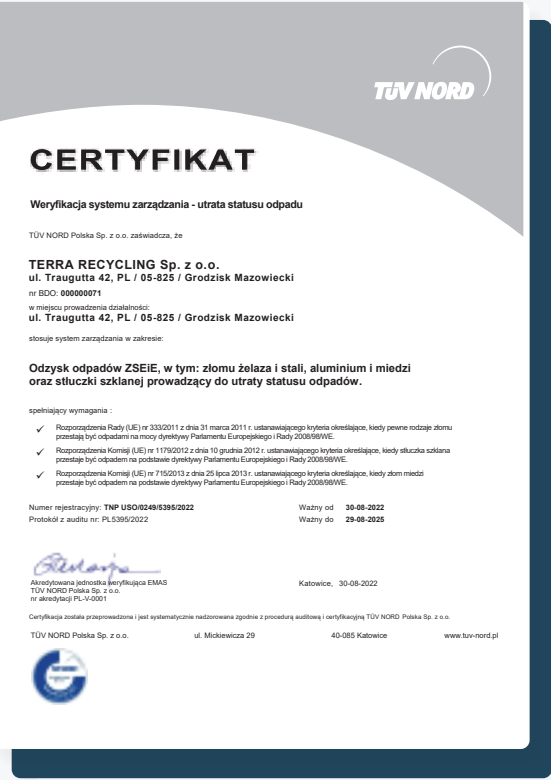 TÜV NORD
CERTYFIKAT
Weryfikacja systemu zarządzania - utrata statusu odpadu
TÜV NORD Polska Sp. z o.o. zaświadcza, że
TERRA RECYCLING Sp. z o.o.
ul. Traugutta 42, PL / 05-825 / Grodzisk Mazowiecki
nr BDO: 000000071
w miejscu prowadzenia działalności:
ul. Traugutta 42, PL / 05-825 / Grodzisk Mazowiecki
stosuje system zarządzania w zakresie:
Odzysk odpadów ZSEiE, w tym: złomu żelaza i stali, aluminium i miedzi
oraz stłuczki szklanej prowadzący do utraty statusu odpadów.
spełniający wymagania :
✓ Rozporządzenia Rady (UE) nr 333/2011 z dnia 31 marca 2011 r. ustanawiającego kryteria określające, kiedy pewne rodzaje złomu
przestają być odpadami na mocy dyrektywy Parlamentu Europejskiego i Rady 2008/98/WE.
✓ Rozporządzenia Komisji (UE) nr 1179/2012 z dnia 10 grudnia 2012 r. ustanawiającego kryteria określające, kiedy stłuczka szklana
przestaje być odpadem na podstawie dyrektywy Parlamentu Europejskiego i Rady 2008/98/WE.
✓ Rozporządzenia Komisji (UE) nr 715/2013 z dnia 25 lipca 2013 r. ustanawiającego kryteria określające, kiedy złom miedzi
przestaje być odpadem na podstawie dyrektywy Parlamentu Europejskiego i Rady 2008/98/WE.
Numer rejestracyjny: TNP USO/0249/5395/2022 Ważny od 30-08-2022
Protokół z auditu nr: PL5395/2022 Ważny do 29-08-2025
Akredytowana jednostka weryfikująca EMAS
TÜV NORD Polska Sp. z o.o.
nr akredytacji PL-V-0001
Katowice, 30-08-2022
Certyfikacja została przeprowadzona i jest systematycznie nadzorowana zgodnie z procedurą auditową i certyfikacyjną TÜV NORD Polska Sp. z o.o.
TÜV NORD Polska Sp. z o.o. ul. Mickiewicza 29 40-085 Katowice www.tuv-nord.pl